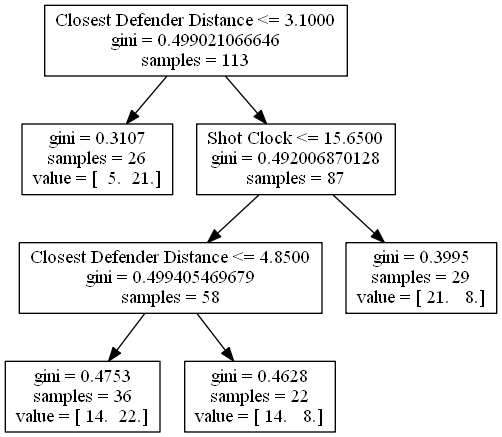 Closest Defender Distance <= 3.1000
gini = 0.499021066646
samples = 113
gini = 0.3107
samples = 26
value = [  5.  21.]
Shot Clock <= 15.6500
gini = 0.492006870128
samples = 87
Closest Defender Distance <= 4.8500
gini = 0.499405469679
samples = 58
gini = 0.3995
samples = 29
value = [ 21.   8.]
gini = 0.4753
samples = 36
value = [ 14.  22.]
gini = 0.4628
samples = 22
value = [ 14.   8.]